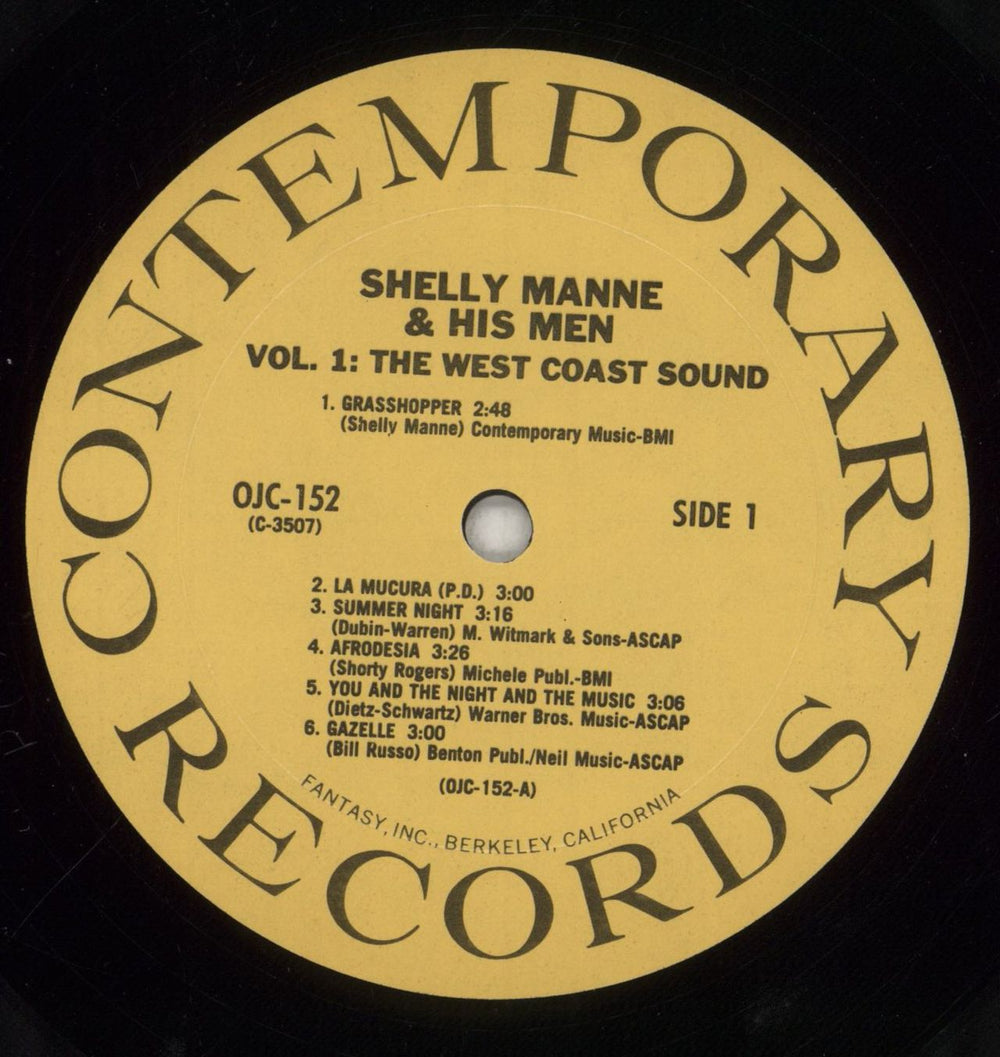 CONTEMPORARY RECORDS
SHELLY MANNE
& HIS MEN
VOL. 1: THE WEST COAST SOUND
1. GRASSHOPPER 2:48
(Shelly Manne) Contemporary Music-BMI
OJC-152
(C-3507)
SIDE 1
2. LA MUCURA (P.D.) 3:00
3. SUMMER NIGHT 3:16
(Dubin-Warren) M. Witmark & Sons-ASCAP
4. AFRODESIA 3:26
(Shorty Rogers) Michele Publ.-BMI
5. YOU AND THE NIGHT AND THE MUSIC 3:06
(Dietz-Schwartz) Warner Bros. Music-ASCAP
6. GAZELLE 3:00
(Bill Russo) Benton Publ./Neil Music-ASCAP
(OJC-152-A)
FANTASY, INC., BERKELEY, CALIFORNIA